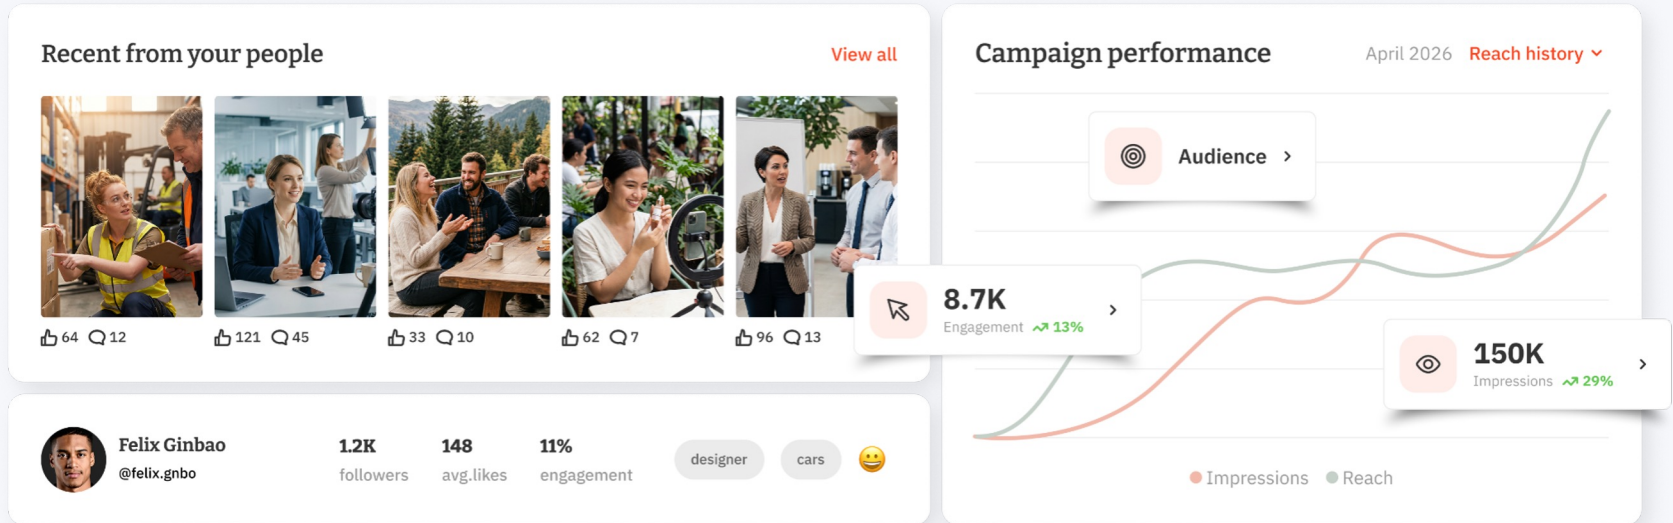 Recent from your people
View all
64 12
121 45
33 10
62 7
96 13
Felix Ginbao
@felix.gnbo
1.2K
followers
148
avg.likes
11%
engagement
designer
cars
Campaign performance
April 2026
Reach history
Audience
8.7K
Engagement 13%
150K
Impressions 29%
Impressions
Reach